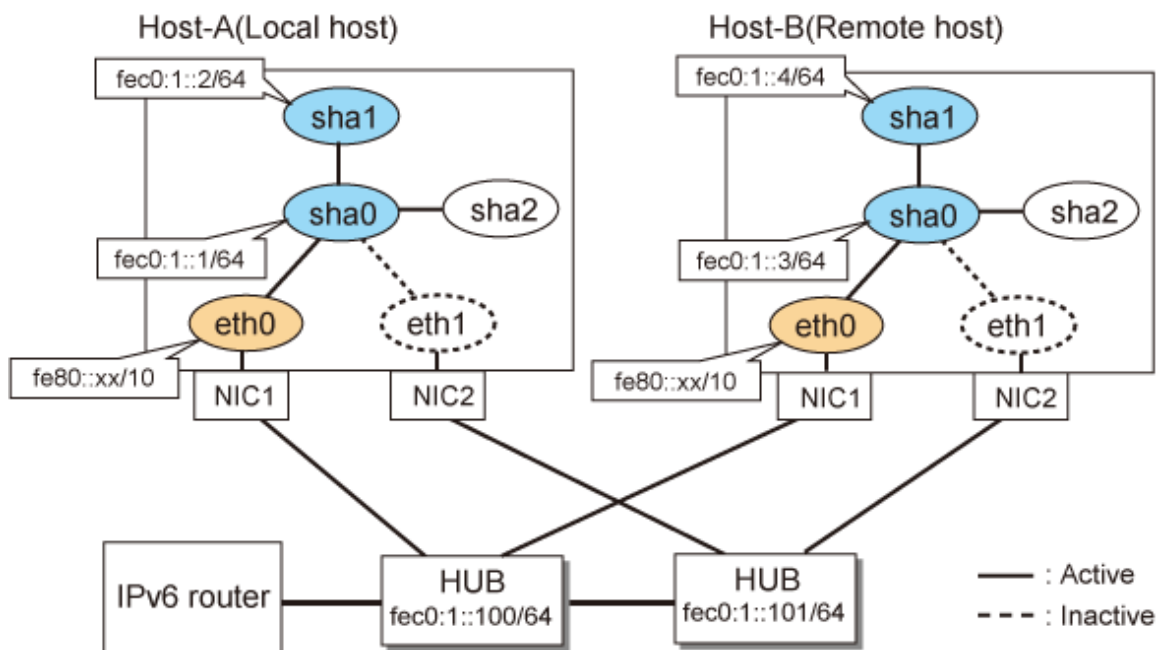 Host-A(Local host)
Host-B(Remote host)
fec0:1::2/64
fec0:1::4/64
sha1
sha1
sha0
sha2
sha0
sha2
fec0:1::1/64
fec0:1::3/64
eth0
eth1
eth0
eth1
fe80::xx/10
fe80::xx/10
NIC1
NIC2
NIC1
NIC2
IPv6 router
HUB
fec0:1::100/64
HUB
fec0:1::101/64
: Active
: Inactive